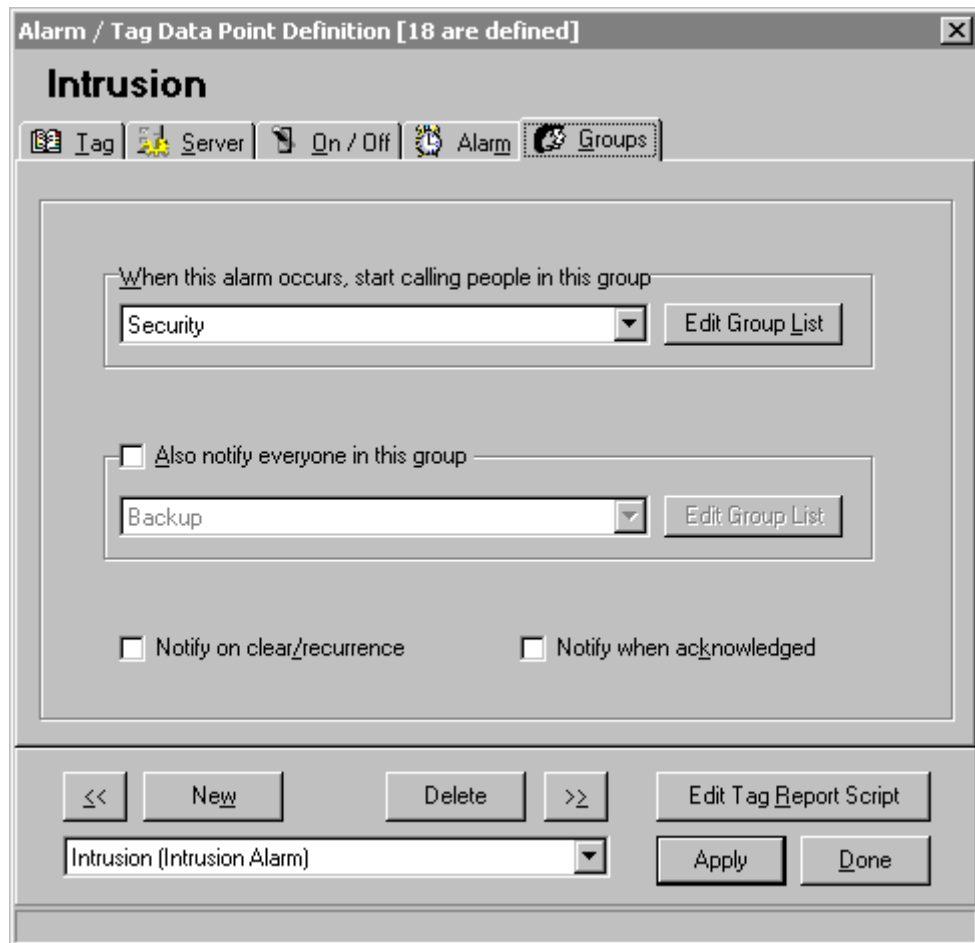 Alarm / Tag Data Point Definition [18 are defined]
Intrusion
Tag Server On / Off Alarm Groups
When this alarm occurs, start calling people in this group
Security Edit Group List
Also notify everyone in this group
Backup Edit Group List
Notify on clear/recurrence Notify when acknowledged
<< New Delete >> Edit Tag Report Script
Intrusion (Intrusion Alarm) Apply Done